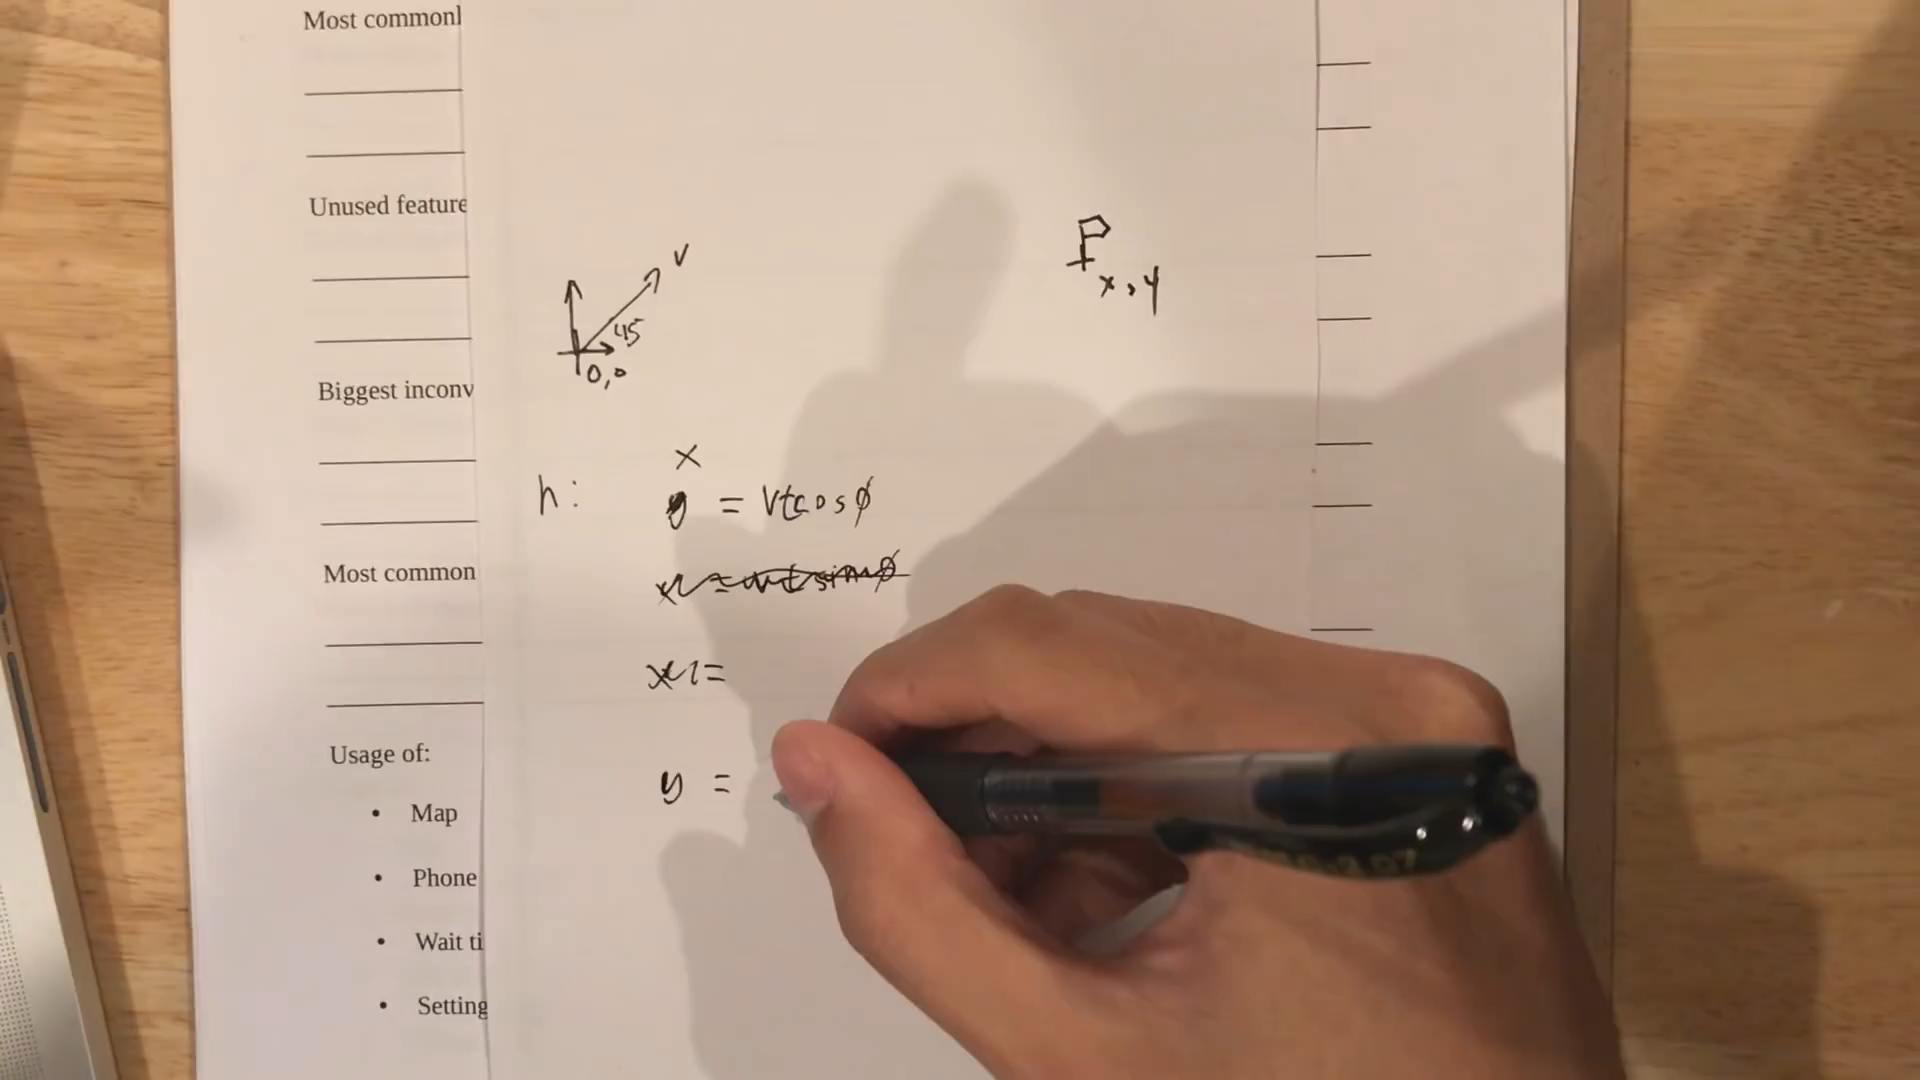 Most commonl
Unused feature
Biggest inconv
Most common
Usage of:
• Map
• Phone
• Wait ti
• Setting
V
45
0,0
P
x,y
x
h: y = Vtcosϕ
y =